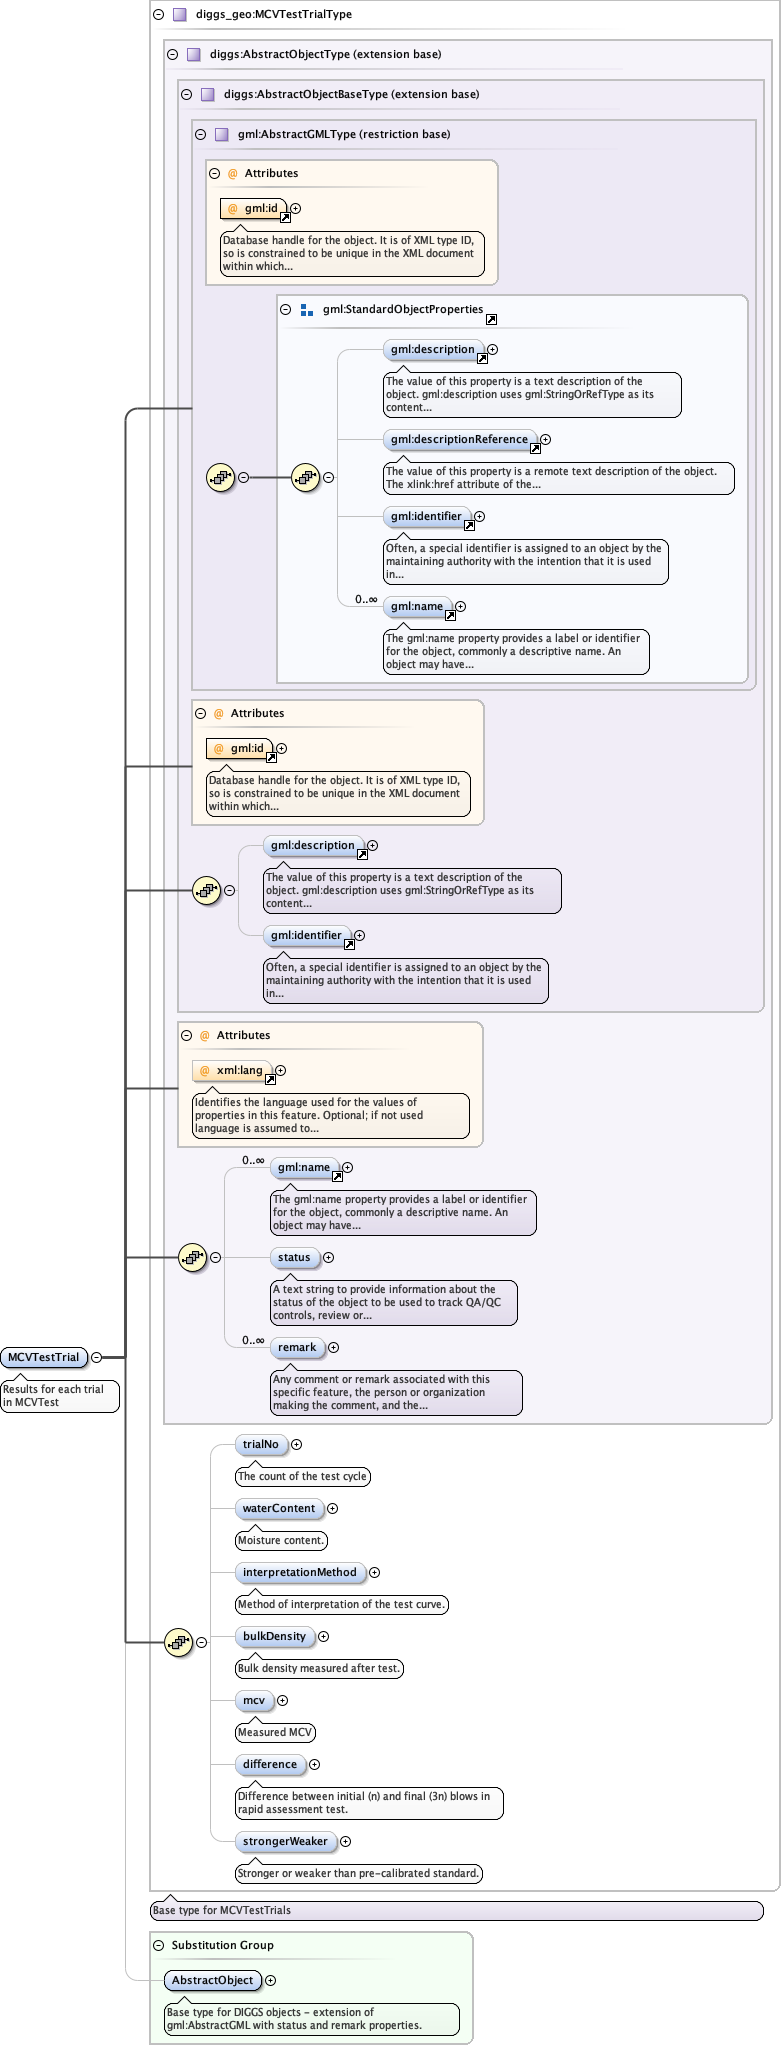 diggs_geo:MCVTestTrialType
diggs:AbstractObjectType (extension base)
diggs:AbstractObjectBaseType (extension base)
gml:AbstractGMLType (restriction base)
@ Attributes
@ gml:id
Database handle for the object. It is of XML type ID,
so is constrained to be unique in the XML document
within which...
gml:StandardObjectProperties
gml:description
The value of this property is a text description of the
object. gml:description uses gml:StringOrRefType as its
content...
gml:descriptionReference
The value of this property is a remote text description of the object.
The xlink:href attribute of the...
gml:identifier
Often, a special identifier is assigned to an object by the
maintaining authority with the intention that it is used
in...
0..∞
gml:name
The gml:name property provides a label or identifier
for the object, commonly a descriptive name. An
object may have...
@ Attributes
@ gml:id
Database handle for the object. It is of XML type ID,
so is constrained to be unique in the XML document
within which...
gml:description
The value of this property is a text description of the
object. gml:description uses gml:StringOrRefType as its
content...
gml:identifier
Often, a special identifier is assigned to an object by the
maintaining authority with the intention that it is used
in...
@ Attributes
@ xml:lang
Identifies the language used for the values of
properties in this feature. Optional; if not used
language is assumed to...
0..∞
gml:name
The gml:name property provides a label or identifier
for the object, commonly a descriptive name. An
object may have...
status
A text string to provide information about the
status of the object to be used to track QA/QC
controls, review or...
0..∞
remark
Any comment or remark associated with this
specific feature, the person or organization
making the comment, and the...
MCVTestTrial
Results for each trial
in MCVTest
trialNo
The count of the test cycle
waterContent
Moisture content.
interpretationMethod
Method of interpretation of the test curve.
bulkDensity
Bulk density measured after test.
mcv
Measured MCV
difference
Difference between initial (n) and final (3n) blows in
rapid assessment test.
strongerWeaker
Stronger or weaker than pre-calibrated standard.
Base type for MCVTestTrials
Substitution Group
AbstractObject
Base type for DIGGS objects - extension of
gml:AbstractGML with status and remark properties.